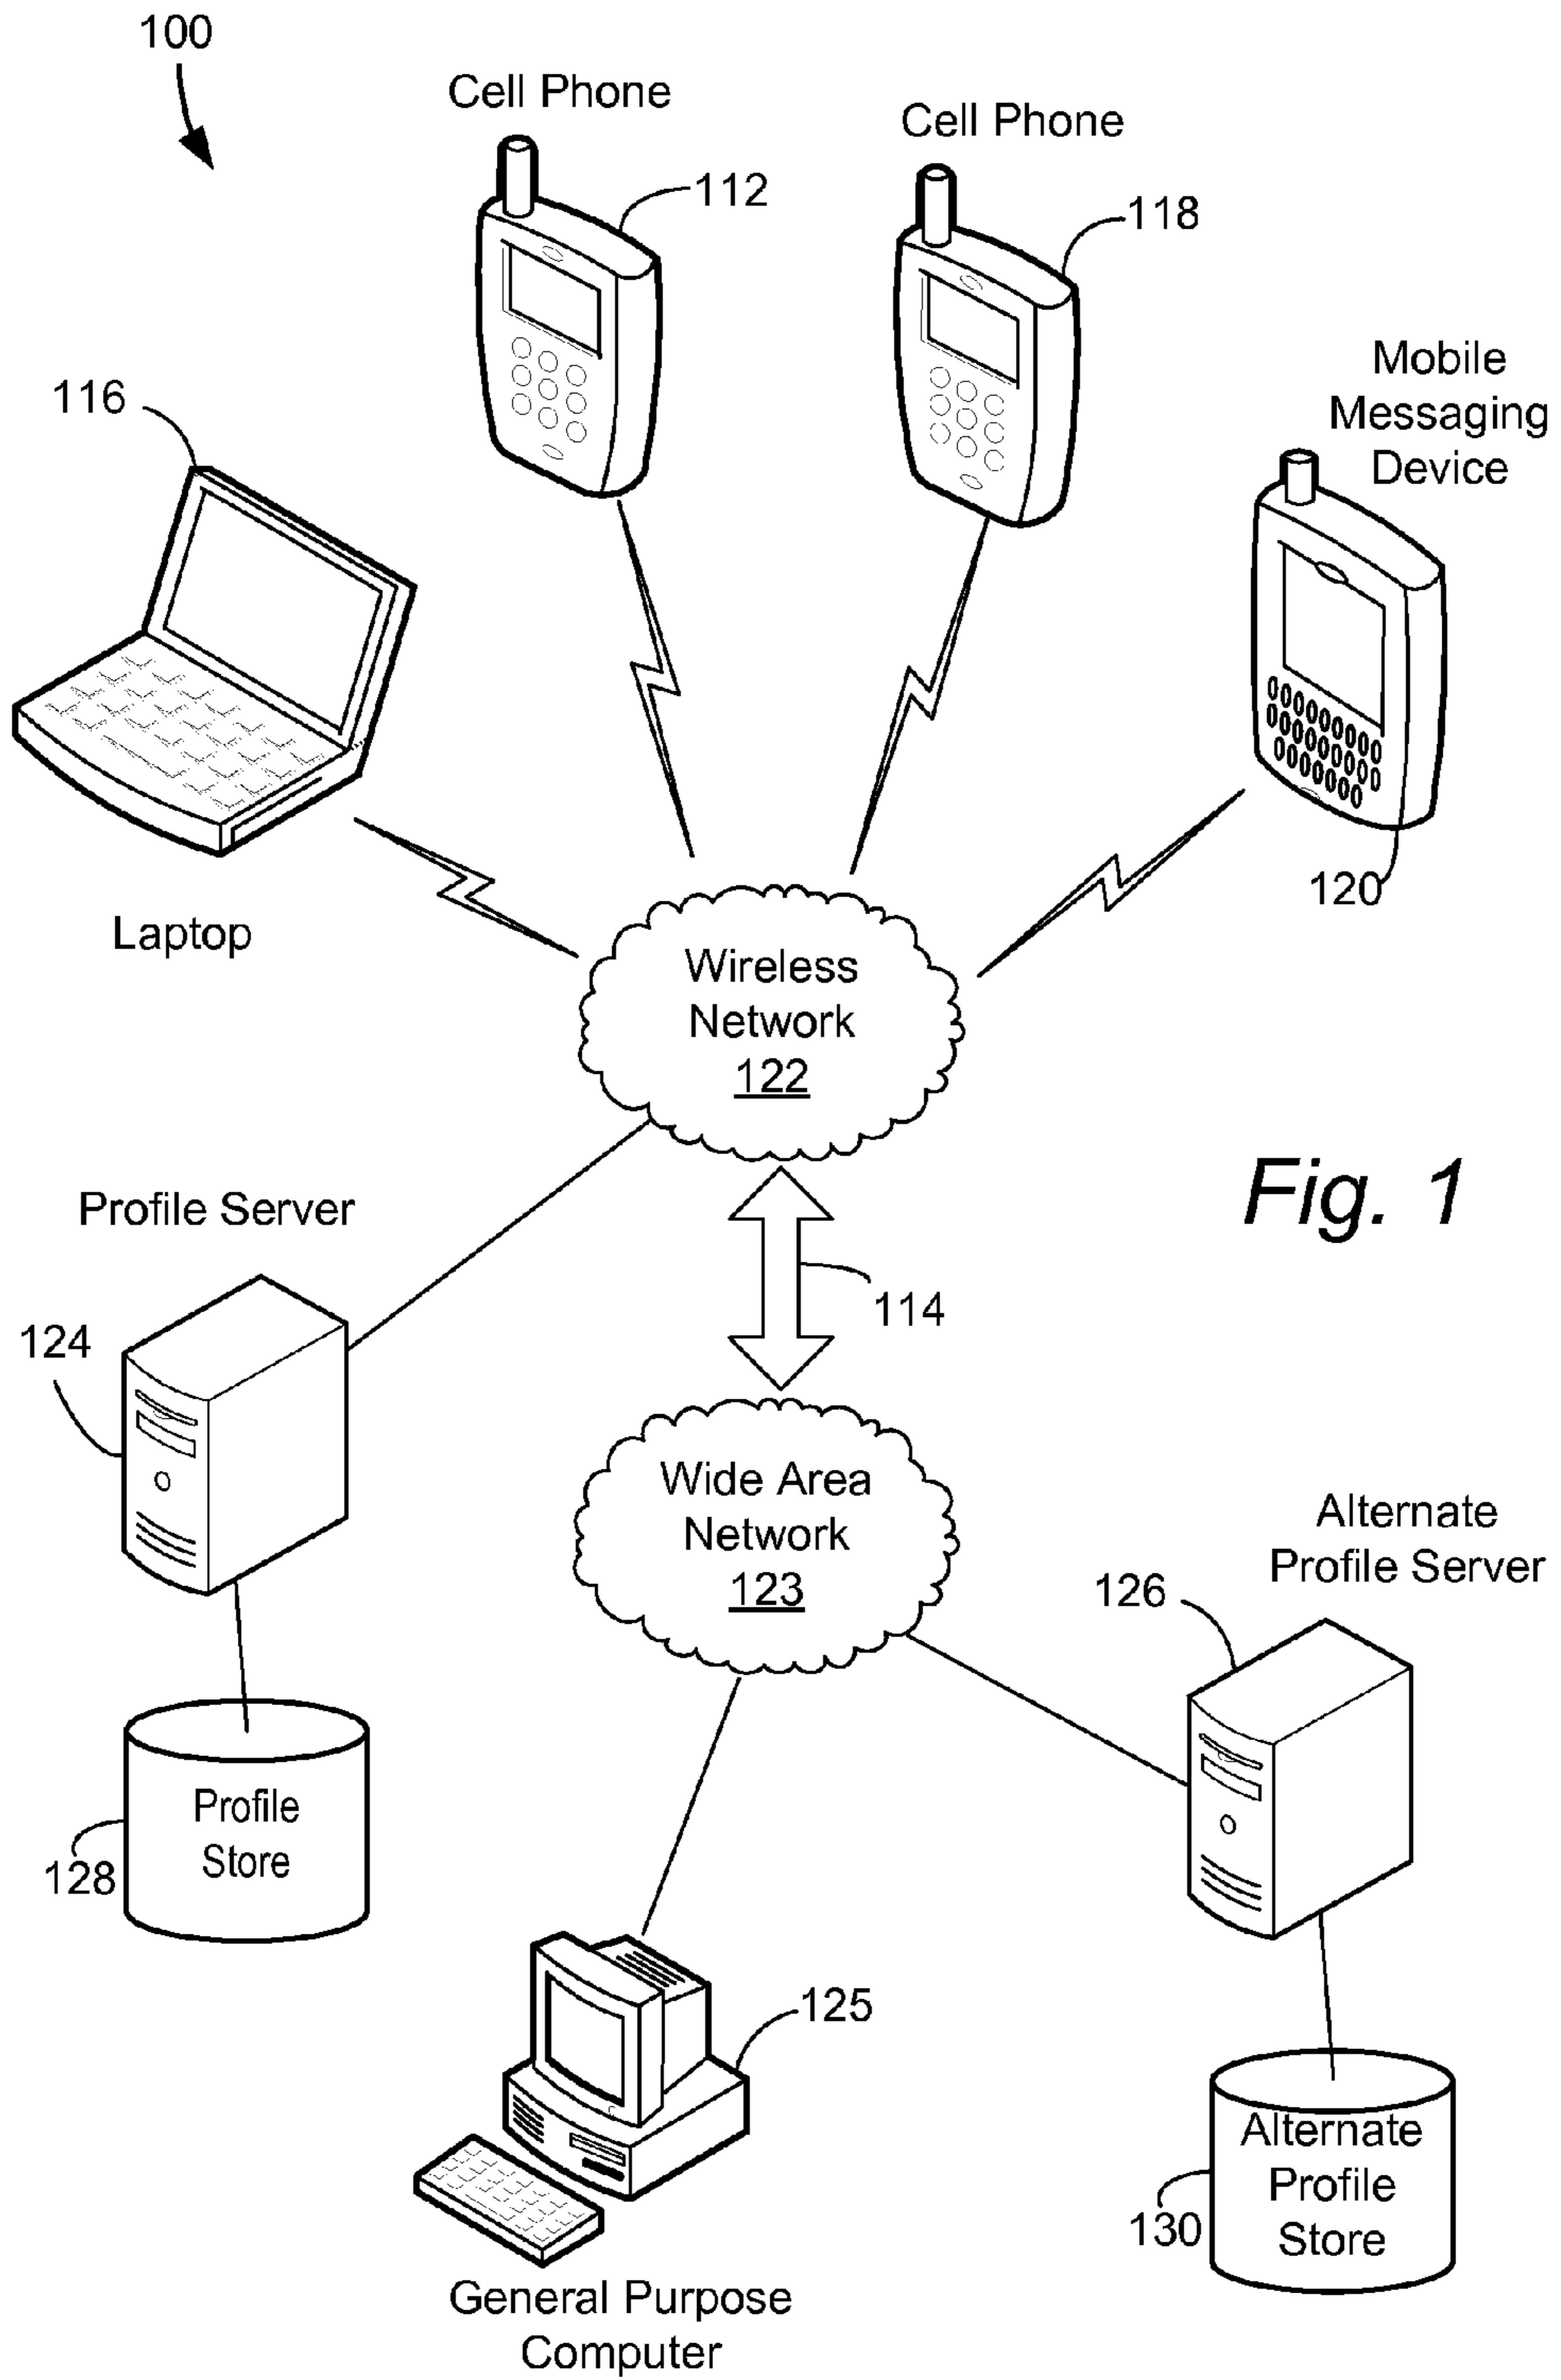 100
Cell Phone
112
Cell Phone
118
Mobile
Messaging
Device
116
120
Laptop
Wireless
Network
122
Fig. 1
Profile Server
114
124
Wide Area
Network
123
Alternate
Profile Server
126
Profile
Store
128
125
Alternate
Profile
Store
130
General Purpose
Computer